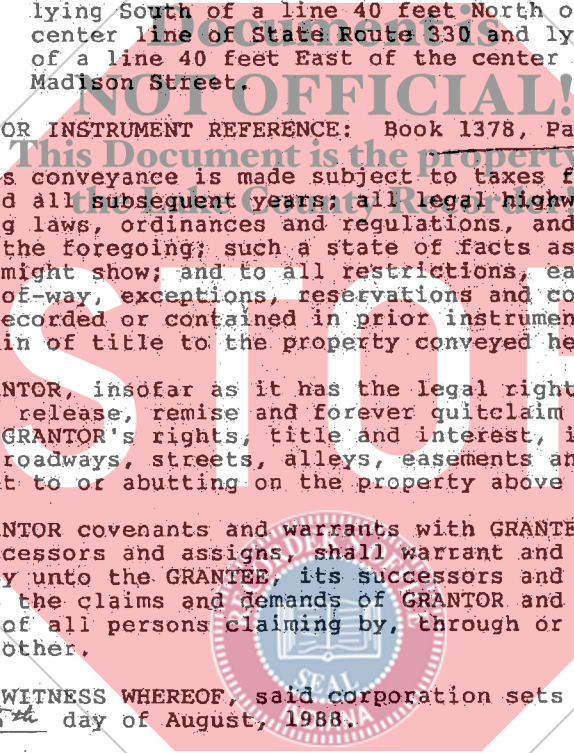 lying South of a line 40 feet North o
Document is
center line of State Route 330 and ly
of a line 40 feet East of the center
Madison Street.
NOT OFFICIAL!
OR INSTRUMENT REFERENCE: Book 1378, Pa
This Document is the property
s conveyance is made subject to taxes f
d all subsequent years; all legal highw
the Lake County Recorder!
g laws, ordinances and regulations, and
the foregoing; such a state of facts as
might show; and to all restrictions, ea
of-way, exceptions, reservations and co
ecorded or contained in prior instrumen
in of title to the property conveyed he
STOP
NTOR, insofar as it has the legal right
release, remise and forever quitclaim
GRANTOR's rights, title and interest, i
roadways, streets, alleys, easements an
t to or abutting on the property above
NTOR covenants and warrants with GRANTE
ccessors and assigns, shall warrant and
y unto the GRANTEE, its successors and
the claims and demands of GRANTOR and
of all persons claiming by, through or
other.
SEAL
WITNESS WHEREOF, said corporation sets
th day of August, 1988.